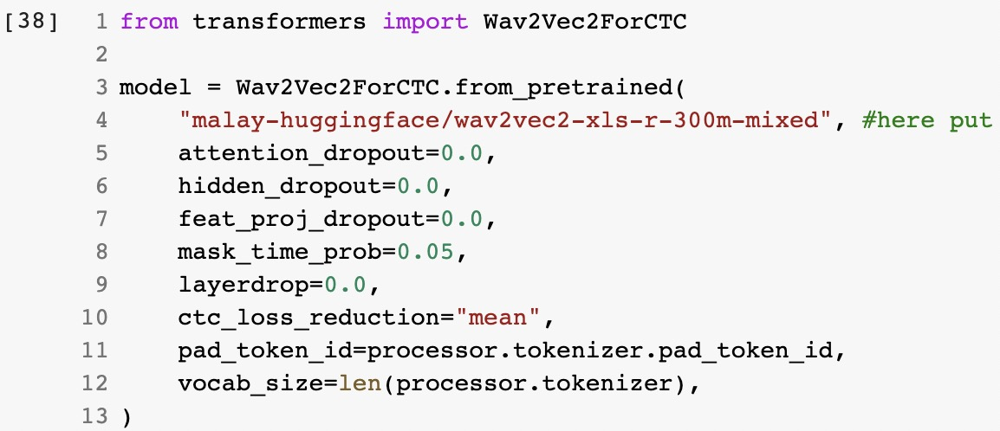 [38] 1 from transformers import Wav2Vec2ForCTC
2
3 model = Wav2Vec2ForCTC.from_pretrained(
4     "malay-huggingface/wav2vec2-xls-r-300m-mixed", #here put
5     attention_dropout=0.0,
6     hidden_dropout=0.0,
7     feat_proj_dropout=0.0,
8     mask_time_prob=0.05,
9     layerdrop=0.0,
10     ctc_loss_reduction="mean",
11     pad_token_id=processor.tokenizer.pad_token_id,
12     vocab_size=len(processor.tokenizer),
13 )